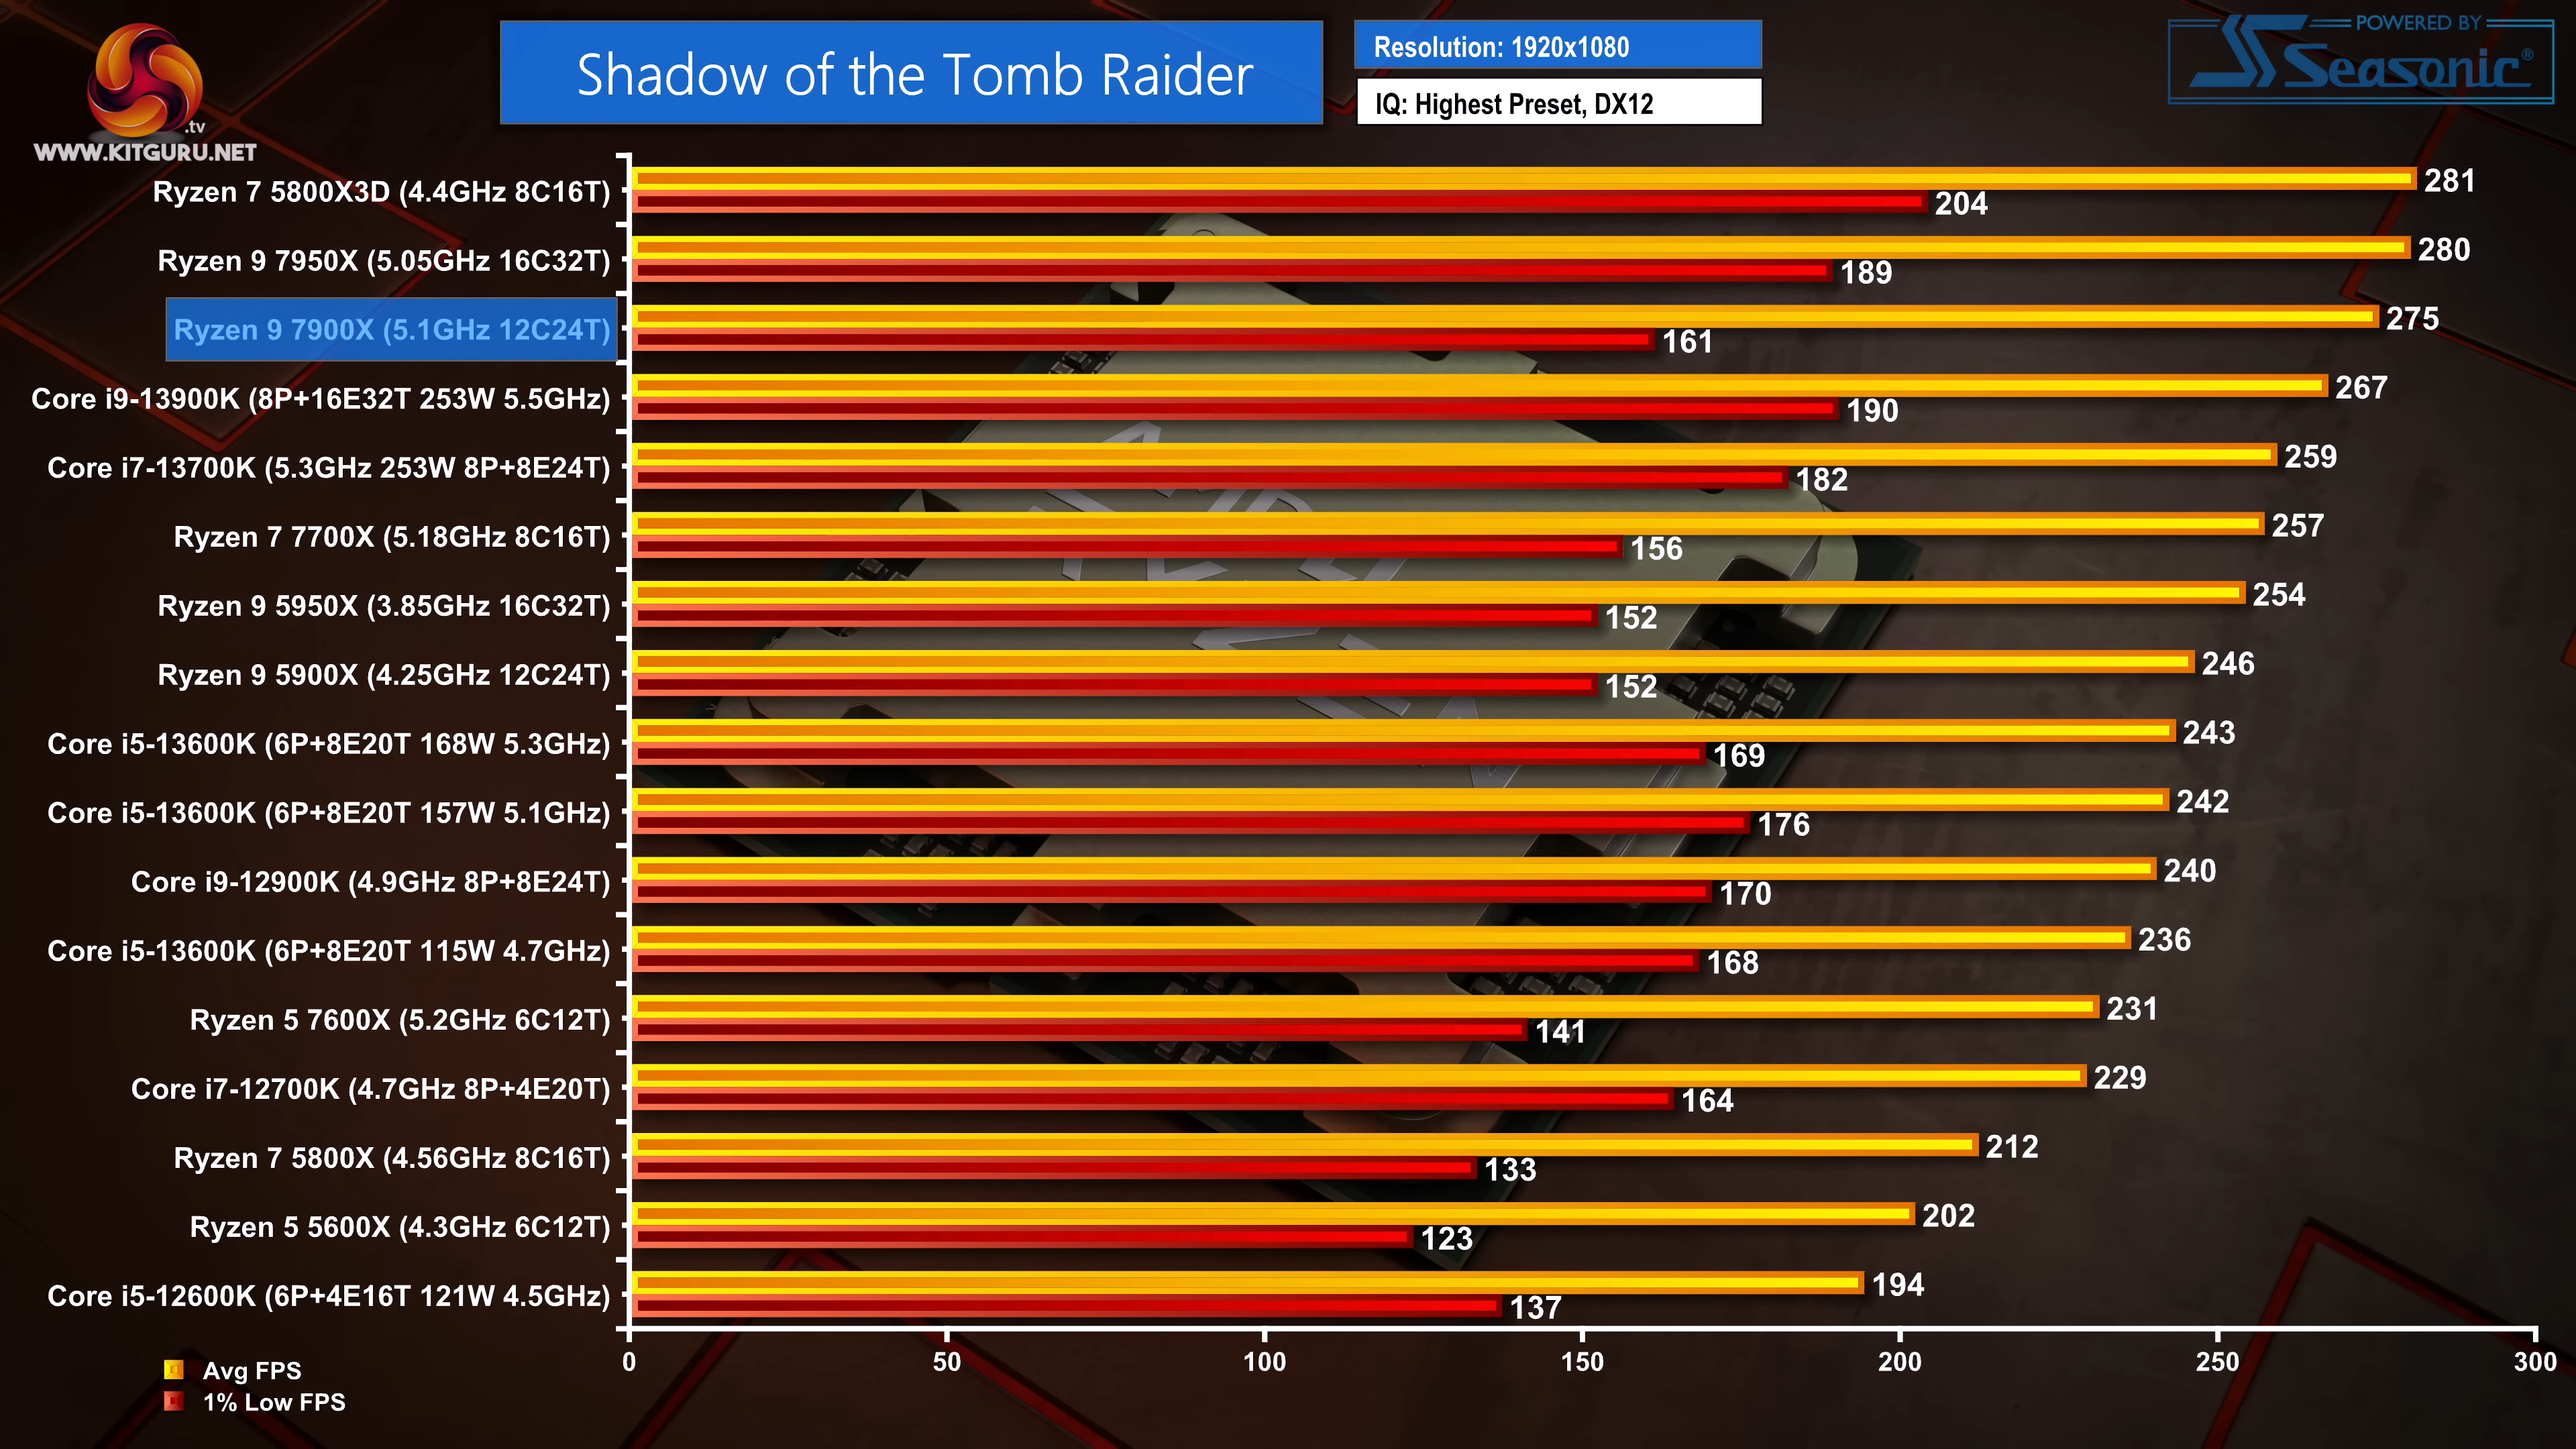 Shadow of the Tomb Raider
Resolution: 1920x1080
IQ: Highest Preset, DX12
POWERED BY
Seasonic®
.tv
WWW.KITGURU.NET
Ryzen 7 5800X3D (4.4GHz 8C16T)
281
204
Ryzen 9 7950X (5.05GHz 16C32T)
280
189
Ryzen 9 7900X (5.1GHz 12C24T)
275
161
Core i9-13900K (8P+16E32T 253W 5.5GHz)
267
190
Core i7-13700K (5.3GHz 253W 8P+8E24T)
259
182
Ryzen 7 7700X (5.18GHz 8C16T)
257
156
Ryzen 9 5950X (3.85GHz 16C32T)
254
152
Ryzen 9 5900X (4.25GHz 12C24T)
246
152
Core i5-13600K (6P+8E20T 168W 5.3GHz)
243
169
Core i5-13600K (6P+8E20T 157W 5.1GHz)
242
176
Core i9-12900K (4.9GHz 8P+8E24T)
240
170
Core i5-13600K (6P+8E20T 115W 4.7GHz)
236
168
Ryzen 5 7600X (5.2GHz 6C12T)
231
141
Core i7-12700K (4.7GHz 8P+4E20T)
229
164
Ryzen 7 5800X (4.56GHz 8C16T)
212
133
Ryzen 5 5600X (4.3GHz 6C12T)
202
123
Core i5-12600K (6P+4E16T 121W 4.5GHz)
194
137
0 50 100 150 200 250 300
Avg FPS
1% Low FPS